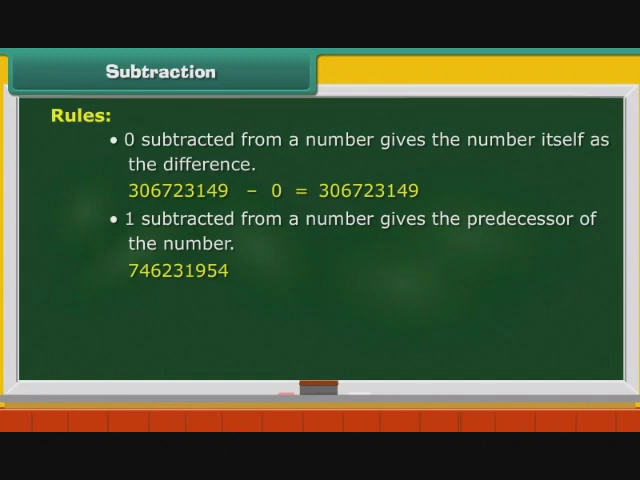 Subtraction
Rules:
• 0 subtracted from a number gives the number itself as
the difference.
306723149 – 0 = 306723149
• 1 subtracted from a number gives the predecessor of
the number.
746231954